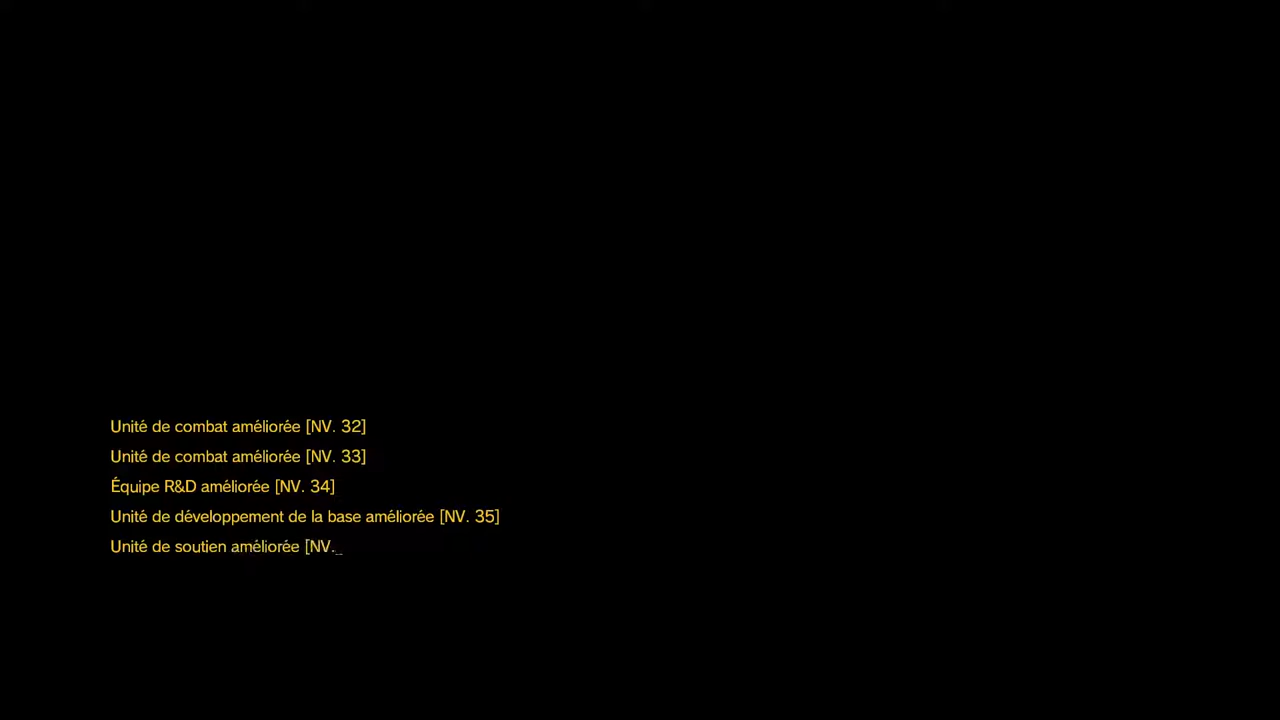 Unité de combat améliorée [NV. 32]
Unité de combat améliorée [NV. 33]
Équipe R&D améliorée [NV. 34]
Unité de développement de la base améliorée [NV. 35]
Unité de soutien améliorée [NV._